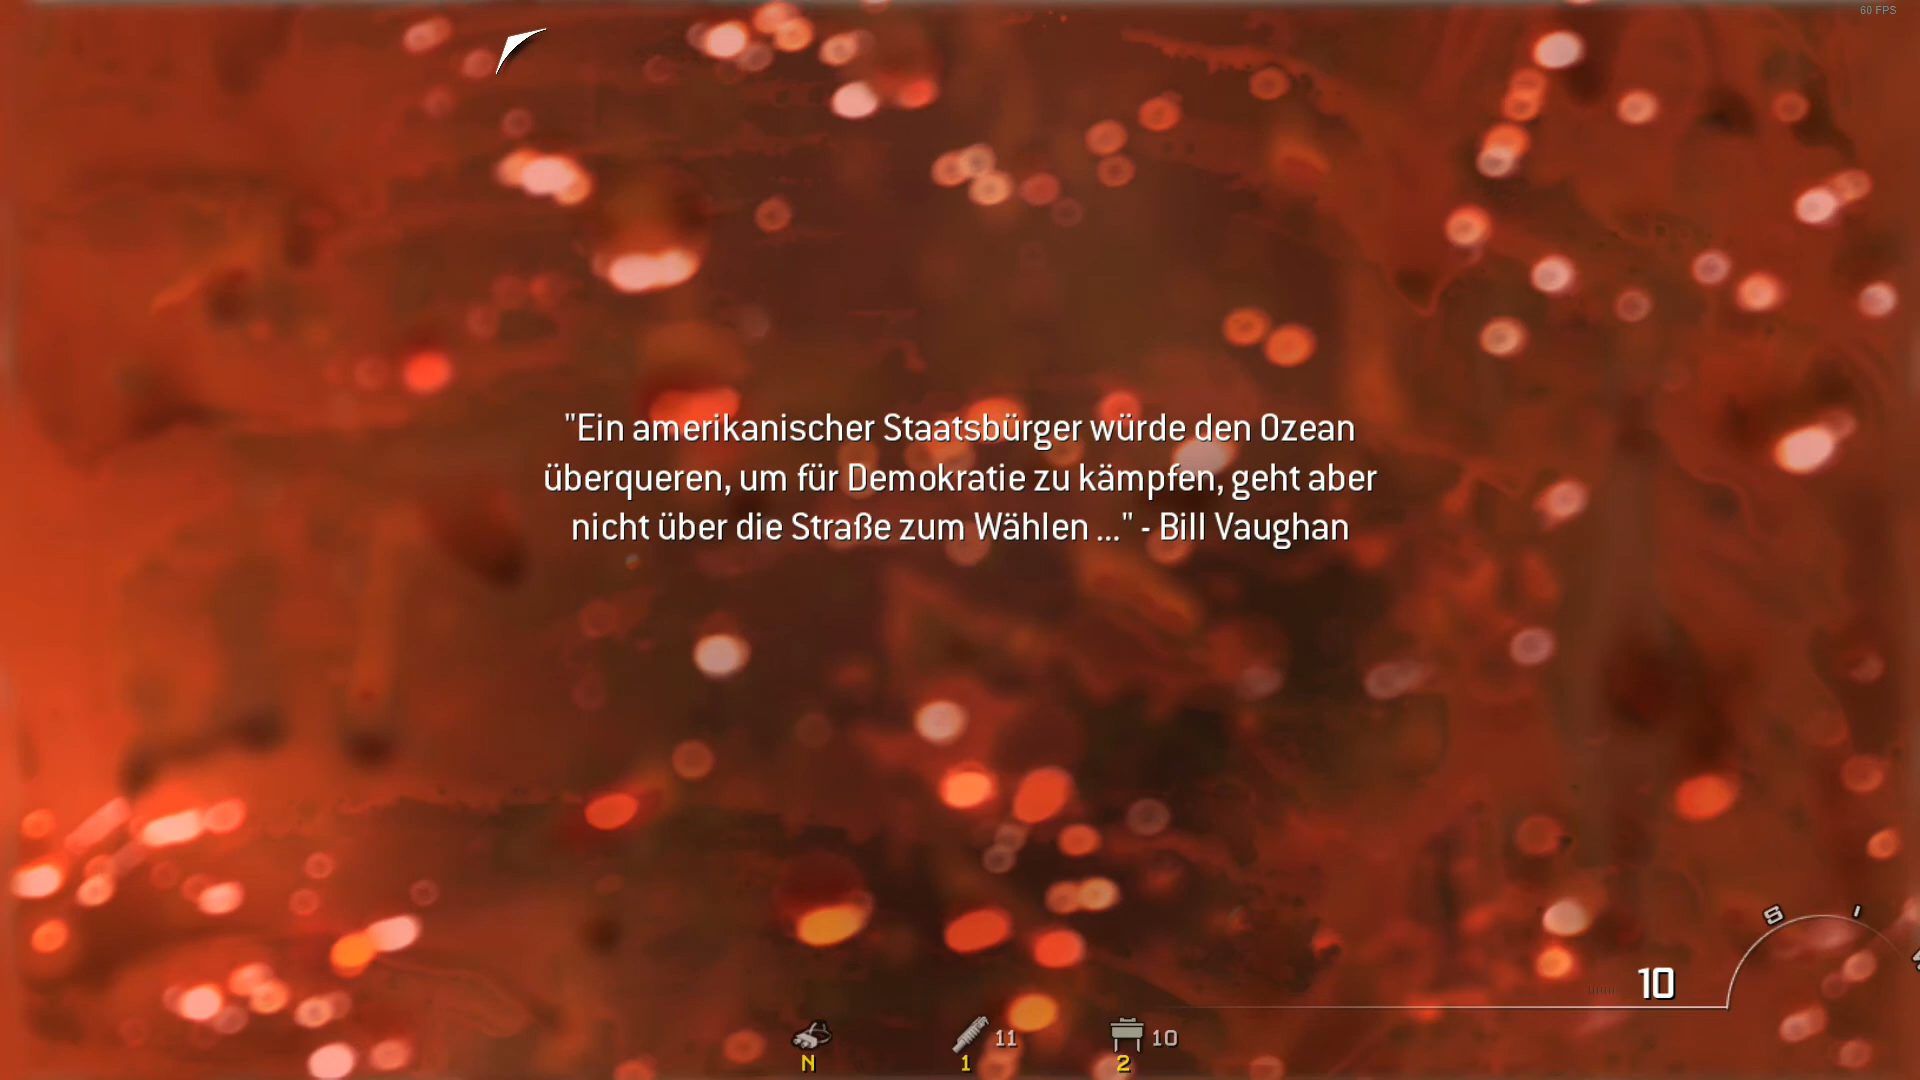 60 FPS
"Ein amerikanischer Staatsbürger würde den Ozean
überqueren, um für Demokratie zu kämpfen, geht aber
nicht über die Straße zum Wählen ..." - Bill Vaughan
S
10
11
10
N
1
2